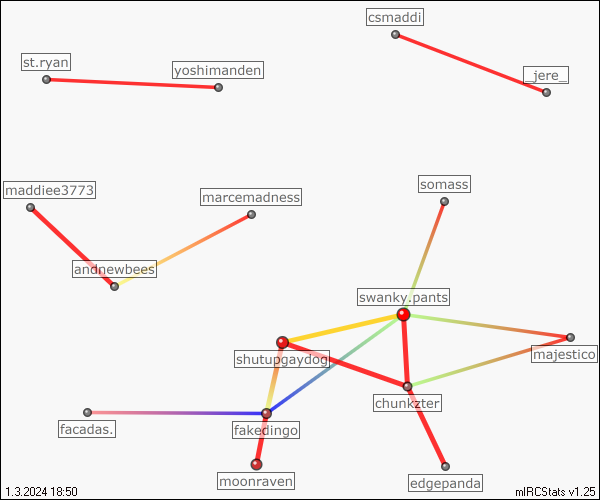 csmaddi
st.ryan
yoshimanden
_jere_
maddiee3773
marcemadness
somass
andnewbees
swanky.pants
shutupgaydog
majestico
chunkzter
facadas.
fakedingo
moonraven
edgepanda
1.3.2024 18:50
mIRCStats v1.25